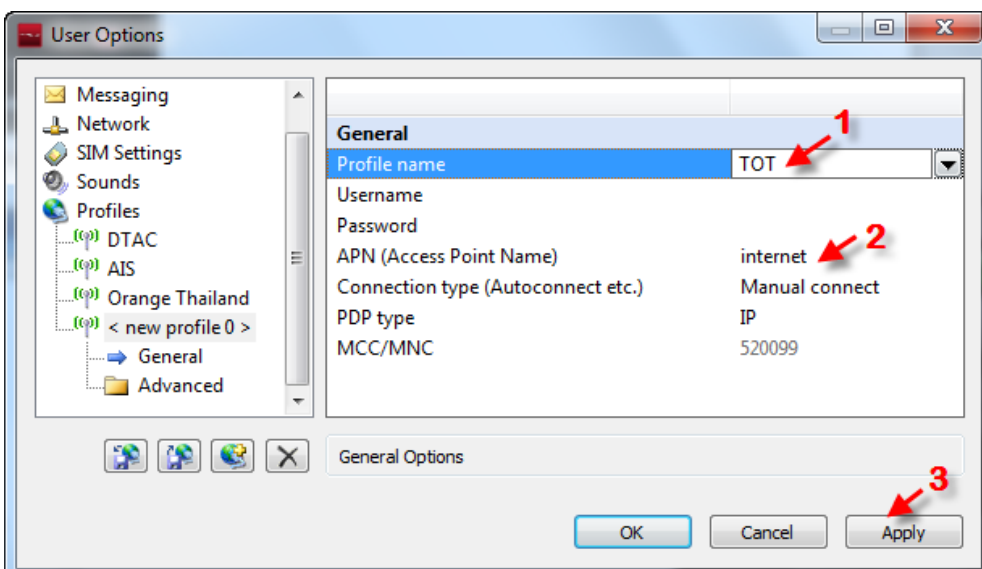 User Options
Messaging
Network
SIM Settings
Sounds
Profiles
DTAC
AIS
Orange Thailand
< new profile 0 >
General
Advanced
General
1
Profile name TOT
Username
Password
2
APN (Access Point Name) internet
Connection type (Autoconnect etc.) Manual connect
PDP type IP
MCC/MNC 520099
General Options
3
OK Cancel Apply